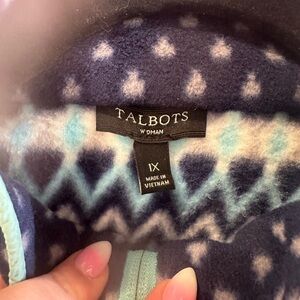 TALBOTS
WOMAN
1X
MADE IN
VIETNAM